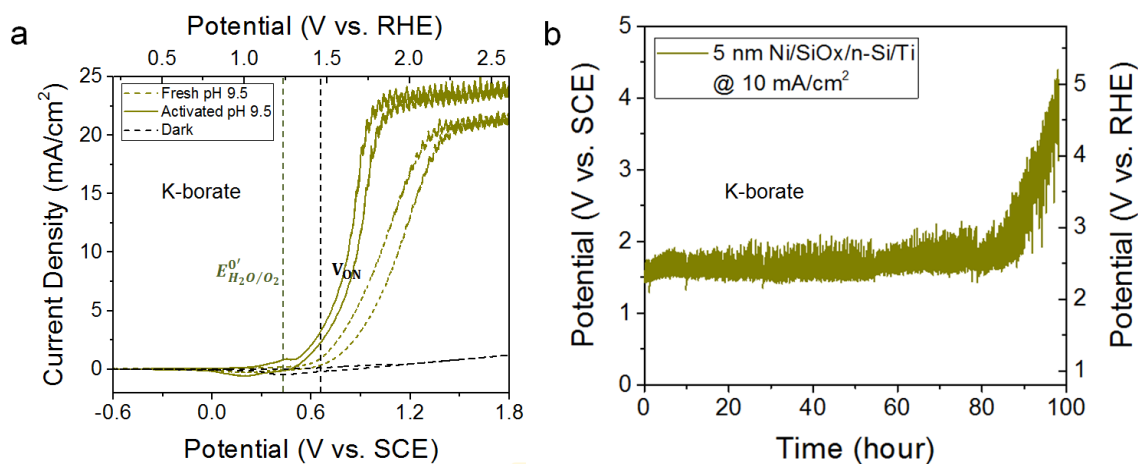 a
Potential (V vs. RHE)
0.5 1.0 1.5 2.0 2.5
Current Density (mA/cm²)
25
20
15
10
5
0
Fresh pH 9.5
Activated pH 9.5
Dark
K-borate
E⁰′H₂O/O₂
VON
-0.6 0.0 0.6 1.2 1.8
Potential (V vs. SCE)
b
Potential (V vs. SCE)
5
4
3
2
1
0
5 nm Ni/SiOx/n-Si/Ti
@ 10 mA/cm²
K-borate
5
4
3
2
1
Potential (V vs. RHE)
0 20 40 60 80 100
Time (hour)